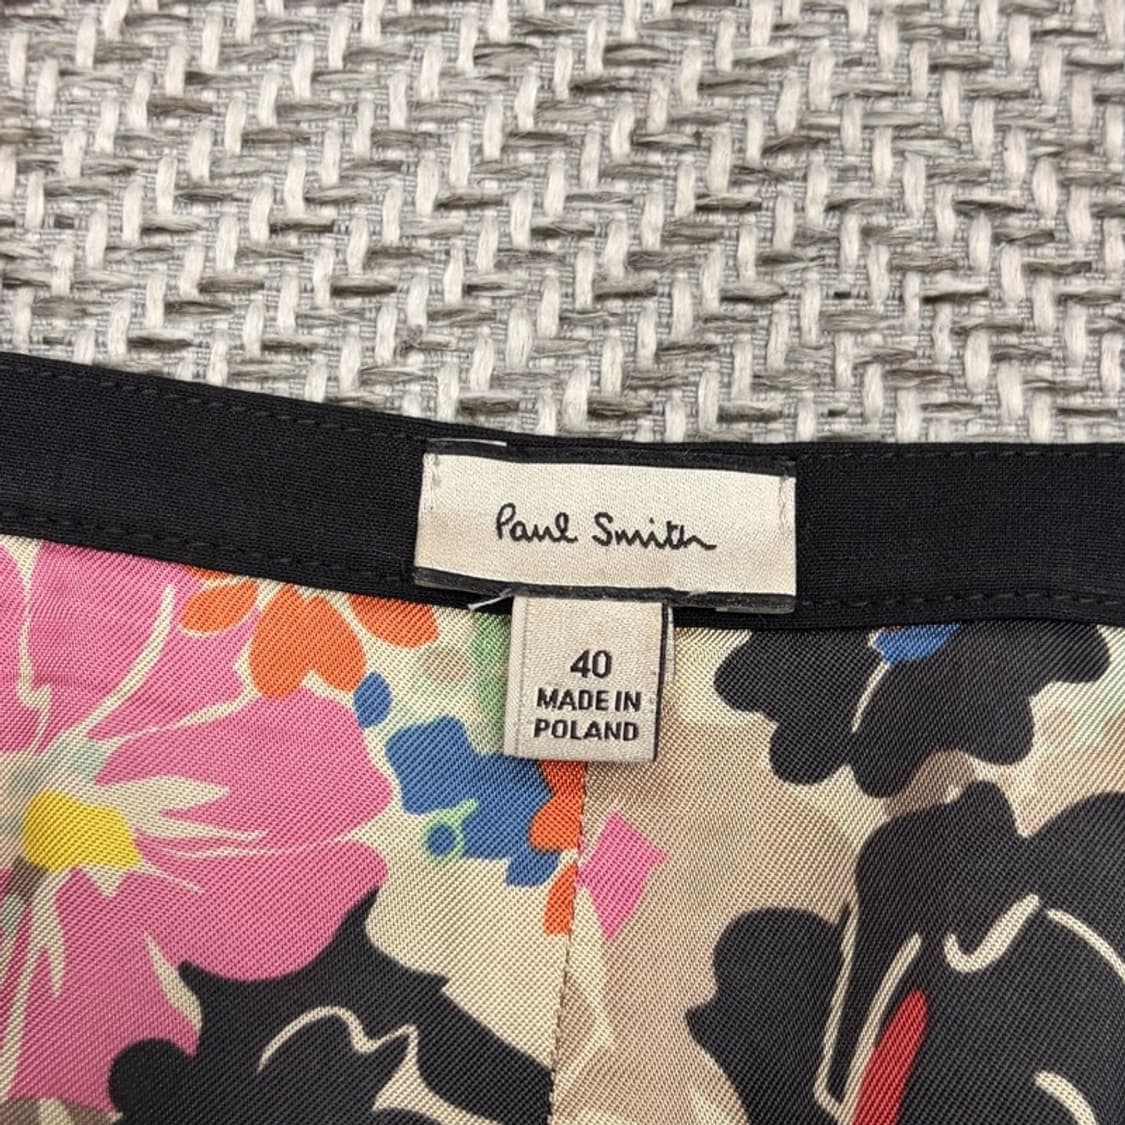 Paul Smith
40
MADE IN
POLAND